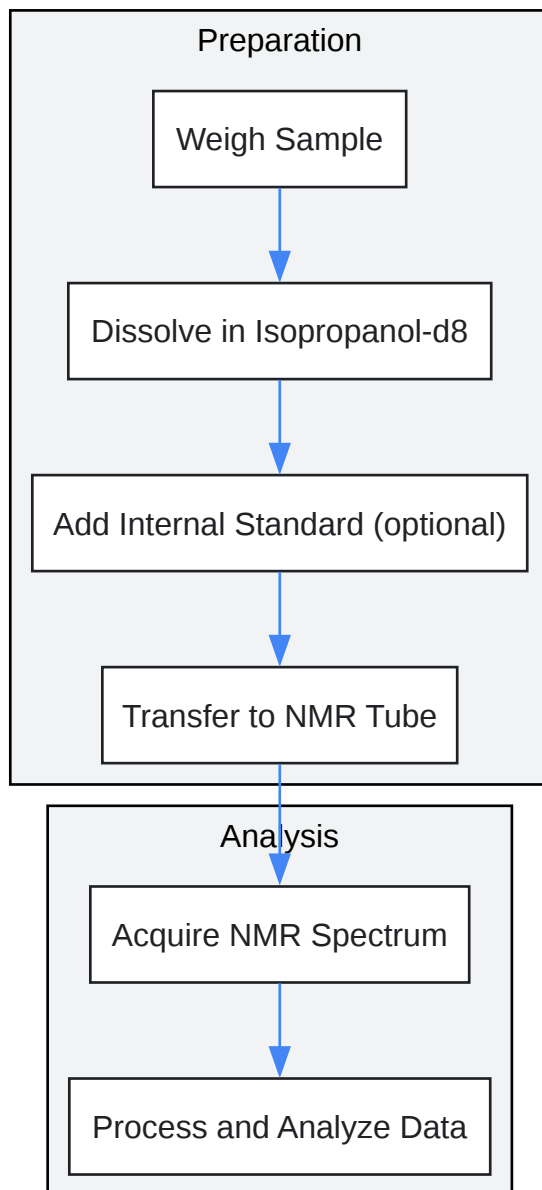 Preparation
Weigh Sample
Dissolve in Isopropanol-d8
Add Internal Standard (optional)
Transfer to NMR Tube
Analysis
Acquire NMR Spectrum
Process and Analyze Data